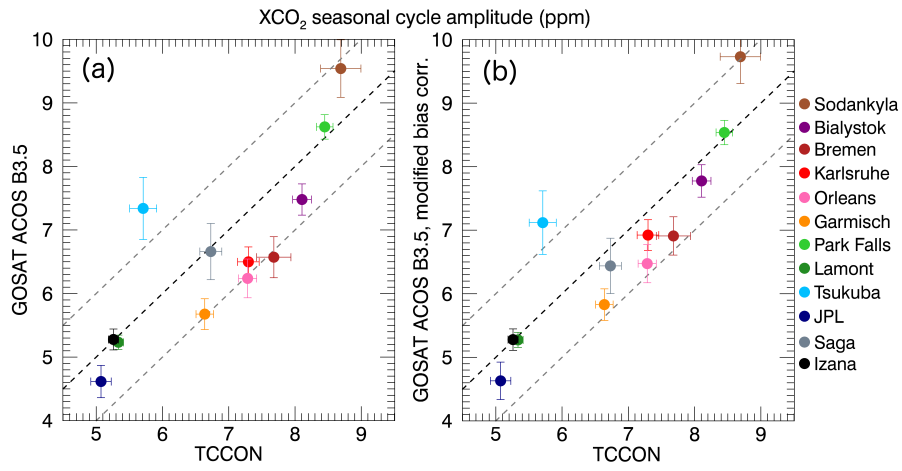 XCO₂ seasonal cycle amplitude (ppm)
(a)
GOSAT ACOS B3.5
10
9
8
7
6
5
4
5 6 7 8 9
TCCON
(b)
GOSAT ACOS B3.5, modified bias corr.
10
9
8
7
6
5
4
5 6 7 8 9
TCCON
Sodankyla
Bialystok
Bremen
Karlsruhe
Orleans
Garmisch
Park Falls
Lamont
Tsukuba
JPL
Saga
Izana